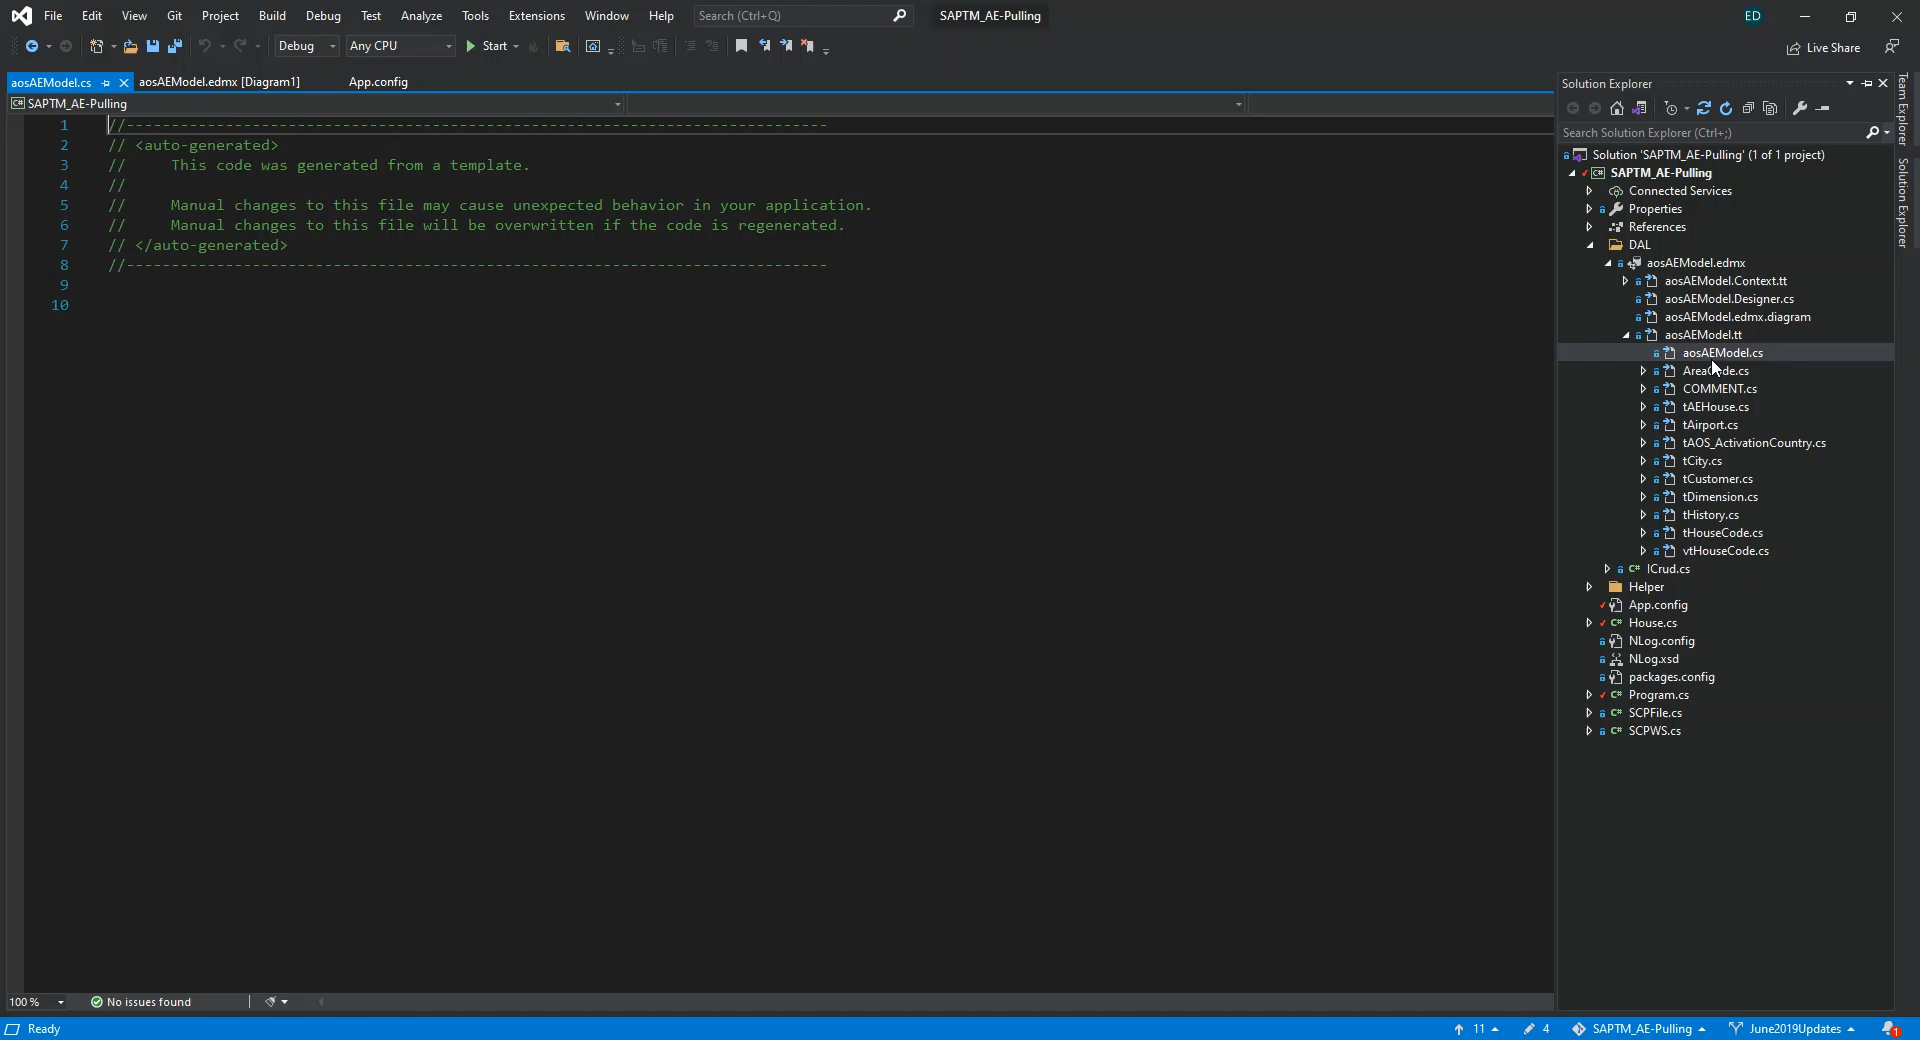 File Edit View Git Project Build Debug Test Analyze Tools Extensions Window Help Search (Ctrl+Q) SAPTM_AE-Pulling ED
Debug Any CPU Start Live Share
aosAEModel.cs aosAEModel.edmx [Diagram1] App.config
C# SAPTM_AE-Pulling
1 //------------------------------------------------------------------------------
2 // <auto-generated>
3 //     This code was generated from a template.
4 //
5 //     Manual changes to this file may cause unexpected behavior in your application.
6 //     Manual changes to this file will be overwritten if the code is regenerated.
7 // </auto-generated>
8 //------------------------------------------------------------------------------
9
10
100 % No issues found
Solution Explorer
Search Solution Explorer (Ctrl+;)
Solution 'SAPTM_AE-Pulling' (1 of 1 project)
C# SAPTM_AE-Pulling
Connected Services
Properties
References
DAL
aosAEModel.edmx
aosAEModel.Context.tt
aosAEModel.Designer.cs
aosAEModel.edmx.diagram
aosAEModel.tt
aosAEModel.cs
AreaCode.cs
COMMENT.cs
tAEHouse.cs
tAirport.cs
tAOS_ActivationCountry.cs
tCity.cs
tCustomer.cs
tDimension.cs
tHistory.cs
tHouseCode.cs
vtHouseCode.cs
C# ICrud.cs
Helper
App.config
C# House.cs
NLog.config
NLog.xsd
packages.config
C# Program.cs
C# SCPFile.cs
C# SCPWS.cs
Team Explorer
Solution Explorer
Ready 11 4 SAPTM_AE-Pulling June2019Updates 1